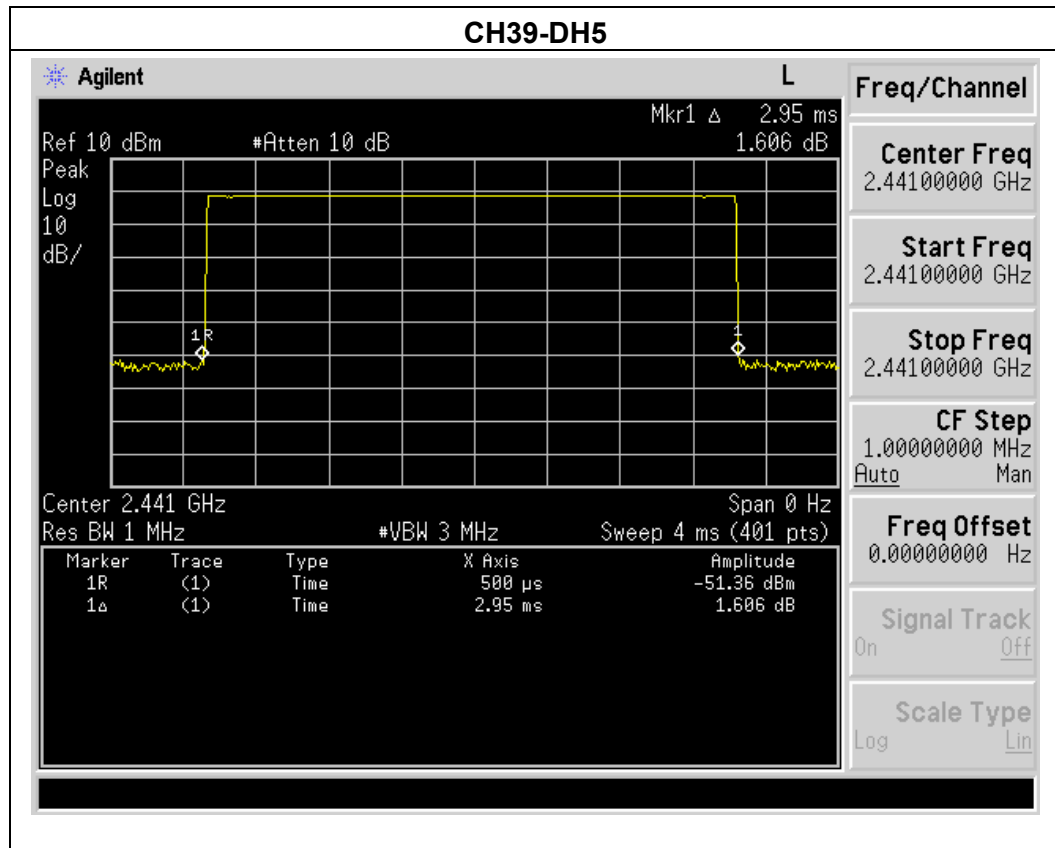 CH39-DH5
Agilent L
Mkr1 Δ 2.95 ms
Ref 10 dBm #Atten 10 dB 1.606 dB
Peak
Log
10
dB/
1R
1
Center 2.441 GHz Span 0 Hz
Res BW 1 MHz #VBW 3 MHz Sweep 4 ms (401 pts)
Marker Trace Type X Axis Amplitude
1R (1) Time 500 µs -51.36 dBm
1Δ (1) Time 2.95 ms 1.606 dB
Freq/Channel
Center Freq
2.44100000 GHz
Start Freq
2.44100000 GHz
Stop Freq
2.44100000 GHz
CF Step
1.00000000 MHz
Auto Man
Freq Offset
0.00000000 Hz
Signal Track
On Off
Scale Type
Log Lin